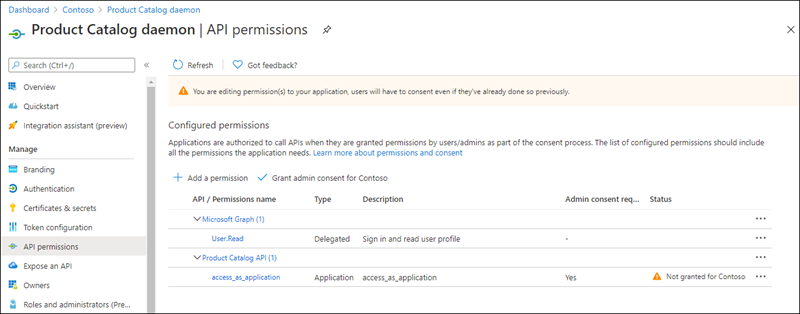 Dashboard > Contoso > Product Catalog daemon
Product Catalog daemon | API permissions
Search (Ctrl+/)
Overview
Quickstart
Integration assistant (preview)
Manage
Branding
Authentication
Certificates & secrets
Token configuration
API permissions
Expose an API
Owners
Roles and administrators (Pre...
Refresh
Got feedback?
You are editing permission(s) to your application, users will have to consent even if they've already done so previously.
Configured permissions
Applications are authorized to call APIs when they are granted permissions by users/admins as part of the consent process. The list of configured permissions should include
all the permissions the application needs. Learn more about permissions and consent
Add a permission
Grant admin consent for Contoso
API / Permissions name Type Description Admin consent req... Status
Microsoft Graph (1)
User.Read Delegated Sign in and read user profile -
Product Catalog API (1)
access_as_application Application access_as_application Yes Not granted for Contoso